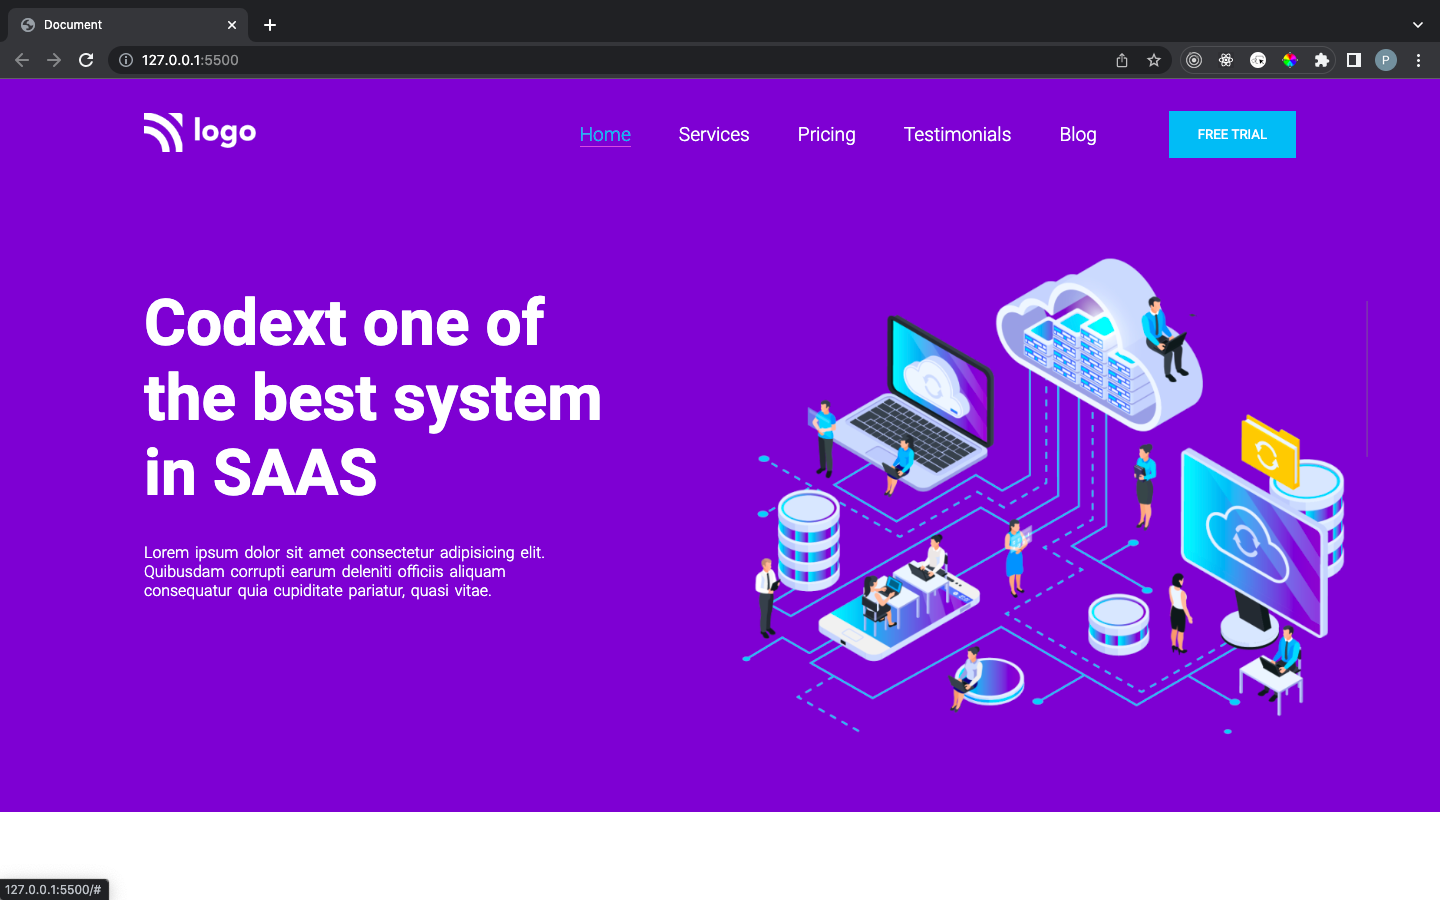 Document
127.0.0.1:5500
P
logo
Home
Services
Pricing
Testimonials
Blog
FREE TRIAL
Codext one of
the best system
in SAAS
Lorem ipsum dolor sit amet consectetur adipisicing elit.
Quibusdam corrupti earum deleniti officiis aliquam
consequatur quia cupiditate pariatur, quasi vitae.
127.0.0.1:5500/#